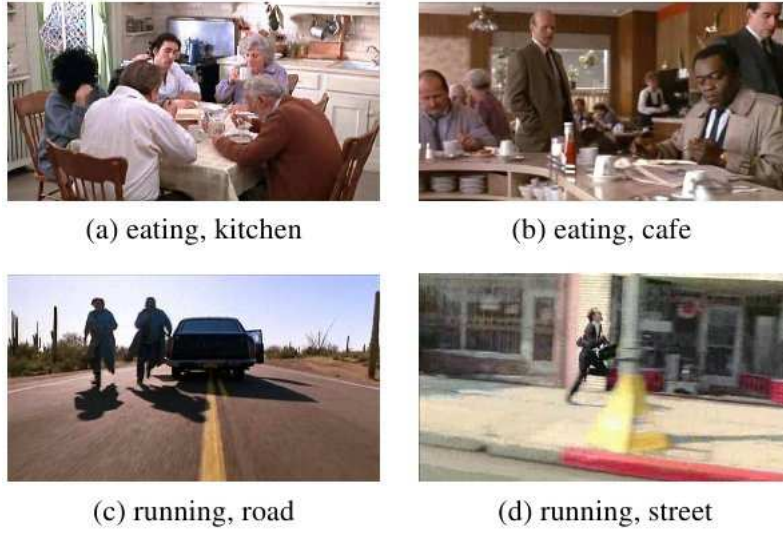 (a) eating, kitchen
(b) eating, cafe
(c) running, road
(d) running, street